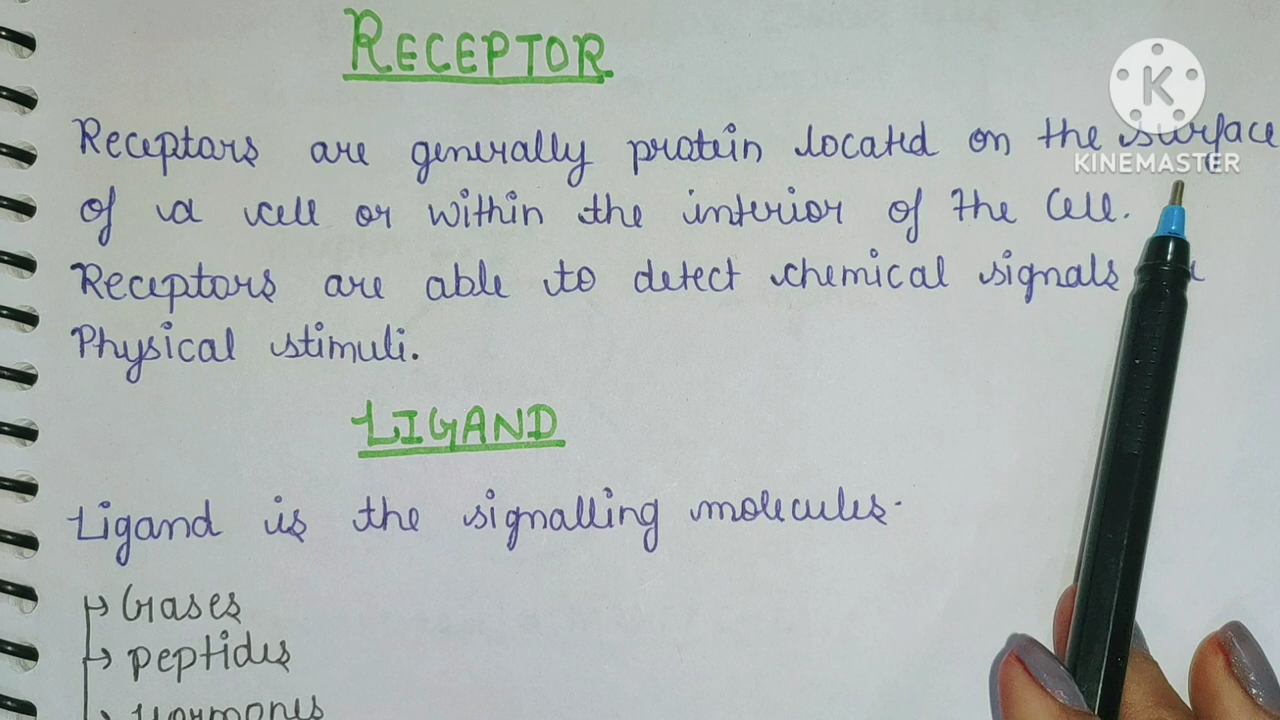 RECEPTOR
Receptors are generally protein located on the surface
KINEMASTER
of a cell or within the interior of the Cell.
Receptors are able to detect chemical signals
Physical stimuli.
LIGAND
Ligand is the signalling molecules.
Gases
peptides
Hormones